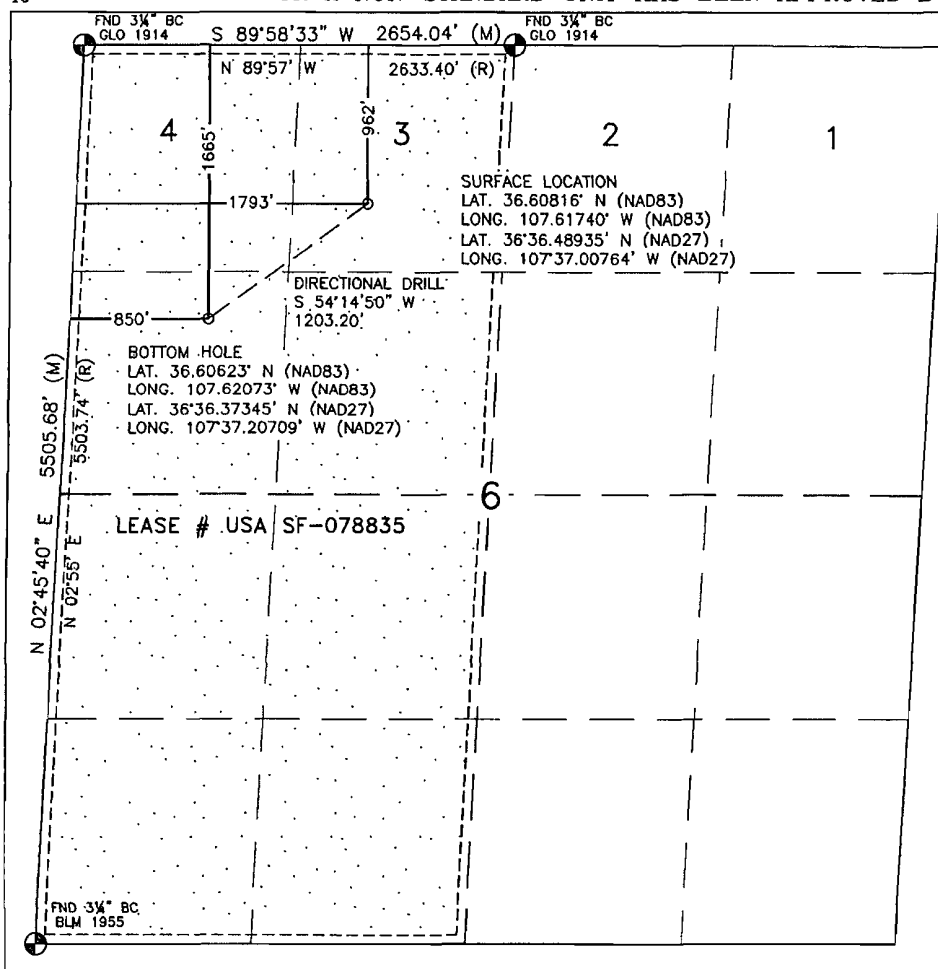 FND 3¼" BC
GLO 1914
S 89°58'33" W 2654.04' (M)
FND 3¼" BC
GLO 1914
N 89°57' W 2633.40' (R)
4
3
2
1
1665'
962'
1793'
SURFACE LOCATION
LAT. 36.60816° N (NAD83)
LONG. 107.61740° W (NAD83)
LAT. 36°36.48935' N (NAD27)
LONG. 107°37.00764' W (NAD27)
DIRECTIONAL DRILL
S 54°14'50" W
1203.20'
850'
BOTTOM HOLE
LAT. 36.60623° N (NAD83)
LONG. 107.62073° W (NAD83)
LAT. 36°36.37345' N (NAD27)
LONG. 107°37.20709' W (NAD27)
N 02°45'40" E 5505.68' (M)
N 02°55' E 5503.74' (R)
6
LEASE # USA SF-078835
FND 3¼" BC
BLM 1955